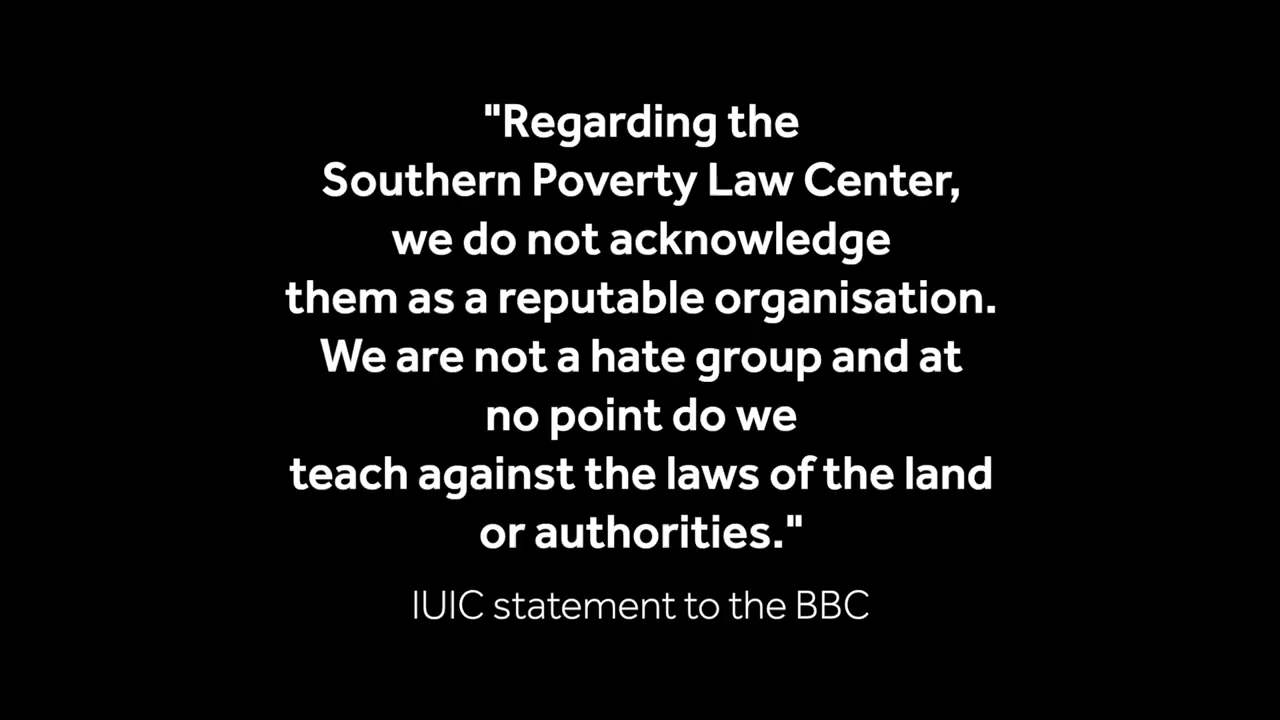 "Regarding the
Southern Poverty Law Center,
we do not acknowledge
them as a reputable organisation.
We are not a hate group and at
no point do we
teach against the laws of the land
or authorities."
IUIC statement to the BBC